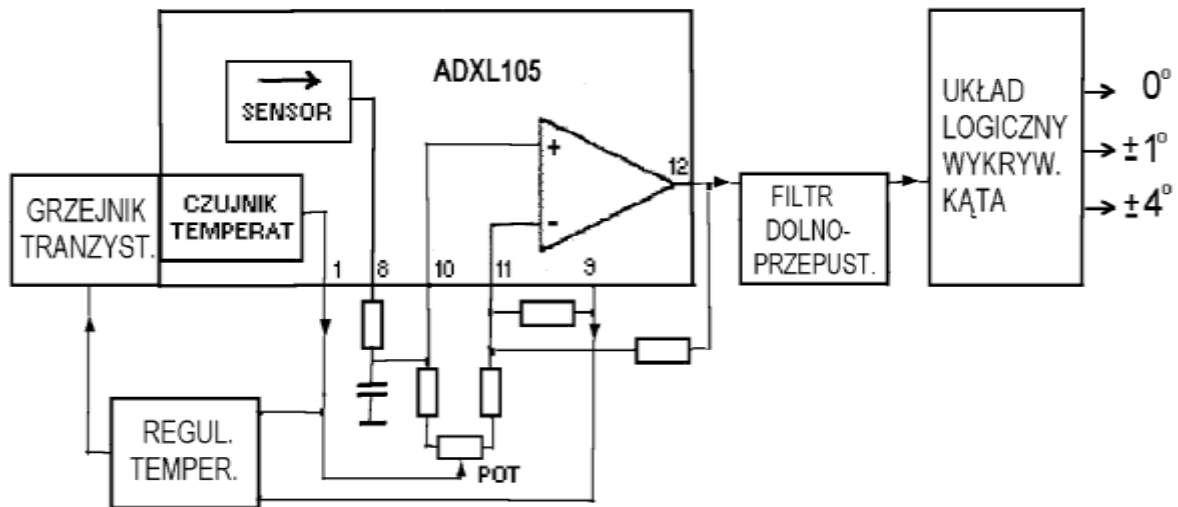 ADXL105
SENSOR
+
-
12
CZUJNIK
TEMPERAT
GRZEJNIK
TRANZYST.
1
8
10
11
9
FILTR
DOLNO-
PRZEPUST.
UKŁAD
LOGICZNY
WYKRYW.
KĄTA
0°
±1°
±4°
REGUL.
TEMPER.
POT